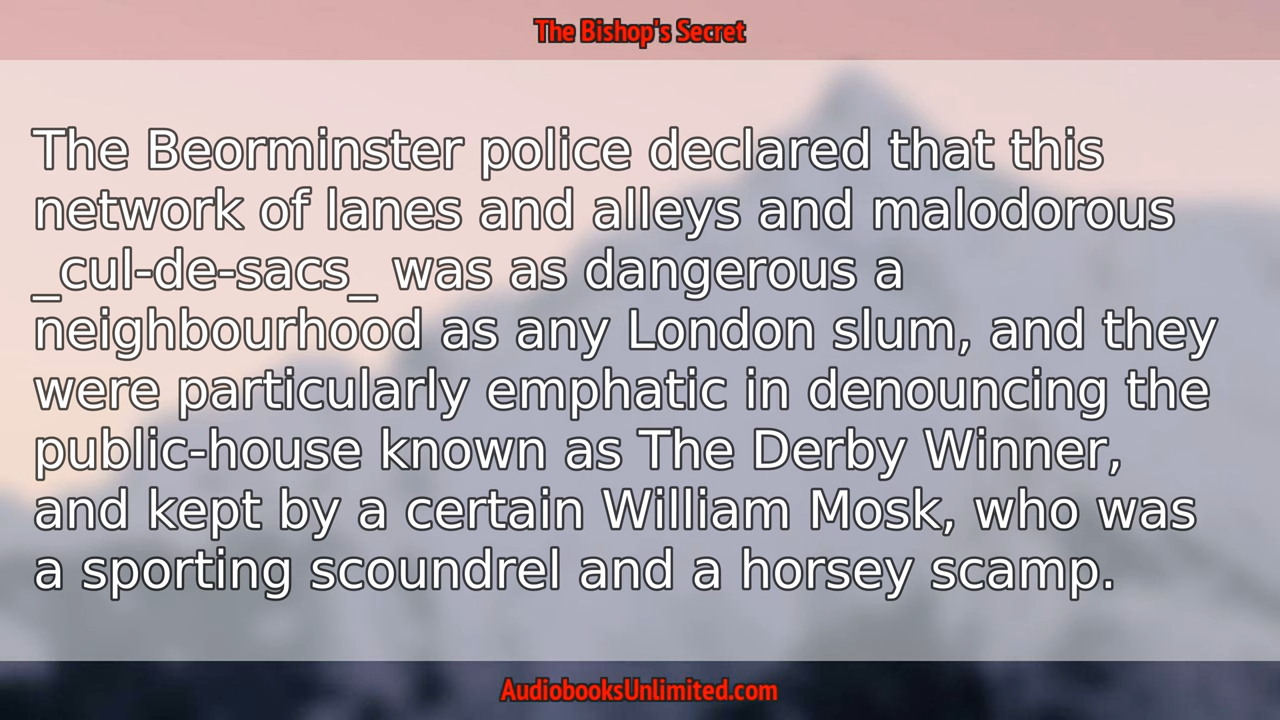 The Bishop's Secret
The Beorminster police declared that this
network of lanes and alleys and malodorous
_cul-de-sacs_ was as dangerous a
neighbourhood as any London slum, and they
were particularly emphatic in denouncing the
public-house known as The Derby Winner,
and kept by a certain William Mosk, who was
a sporting scoundrel and a horsey scamp.
AudiobooksUnlimited.com